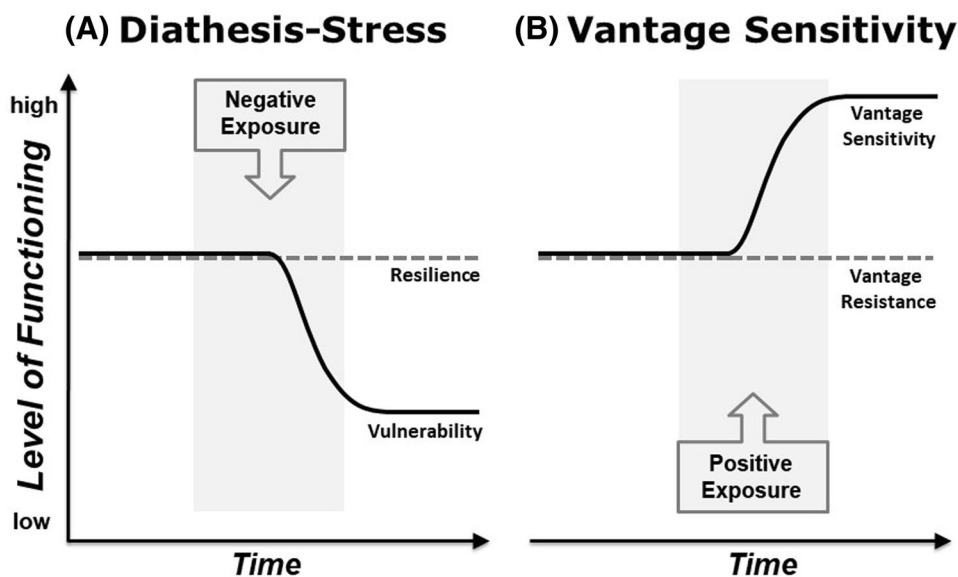 (A) Diathesis-Stress
high
Level of Functioning
low
Negative
Exposure
Resilience
Vulnerability
Time
(B) Vantage Sensitivity
Vantage
Sensitivity
Vantage
Resistance
Positive
Exposure
Time